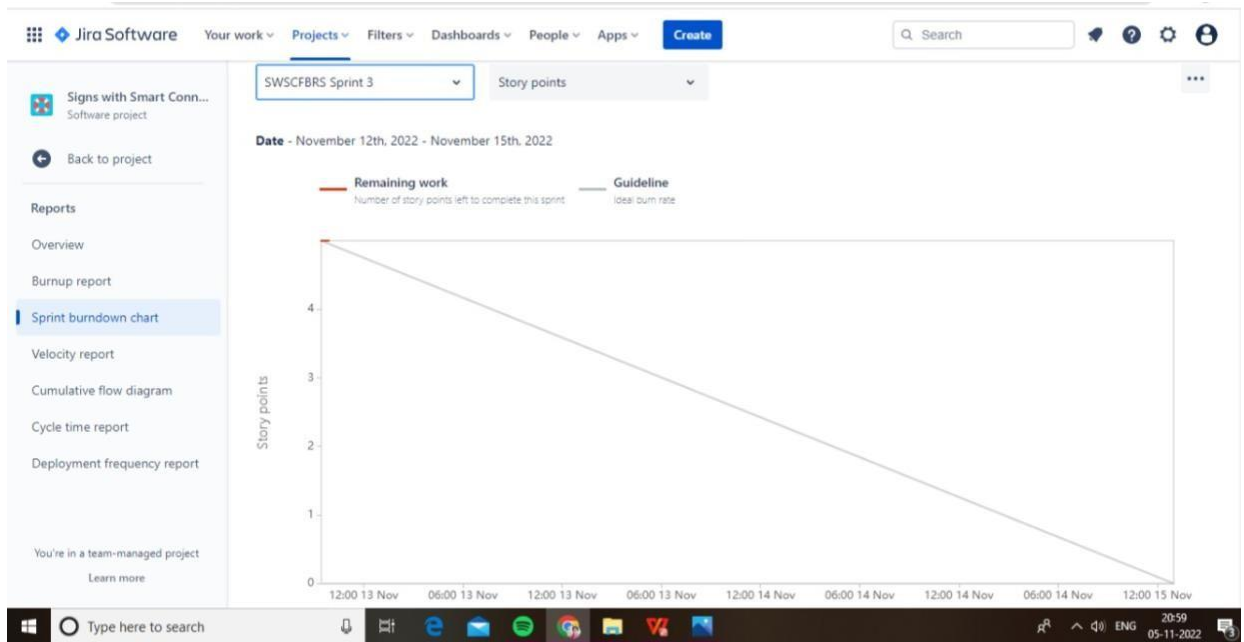 Jira Software Your work Projects Filters Dashboards People Apps Create Search
Signs with Smart Conn...
Software project
Back to project
Reports
Overview
Burnup report
Sprint burndown chart
Velocity report
Cumulative flow diagram
Cycle time report
Deployment frequency report
You're in a team-managed project
Learn more
SWSCFBRS Sprint 3 Story points
Date - November 12th, 2022 - November 15th, 2022
Remaining work
Number of story points left to complete this sprint
Guideline
Ideal burn rate
Story points
4
3
2
1
0
12:00 13 Nov 06:00 13 Nov 12:00 13 Nov 06:00 13 Nov 12:00 14 Nov 06:00 14 Nov 12:00 14 Nov 06:00 14 Nov 12:00 15 Nov
Type here to search ENG 20:59
05-11-2022
3